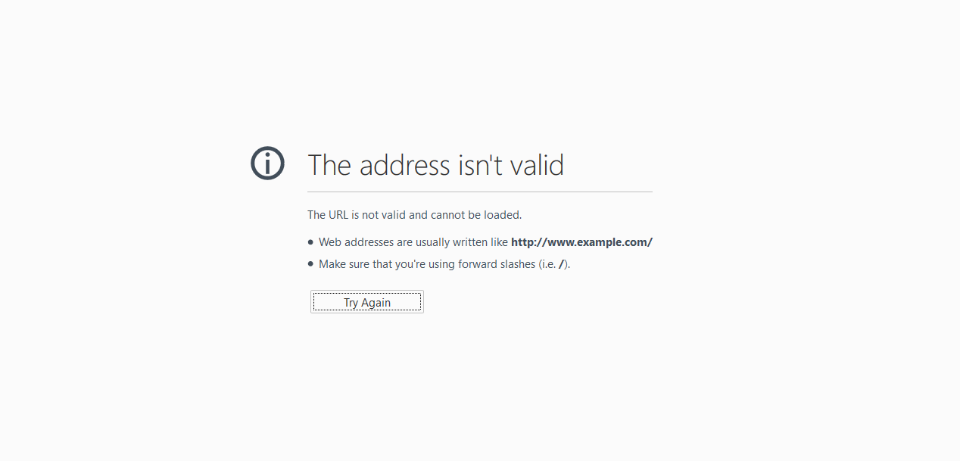 The address isn't valid
The URL is not valid and cannot be loaded.
• Web addresses are usually written like http://www.example.com/
• Make sure that you're using forward slashes (i.e. /).
Try Again